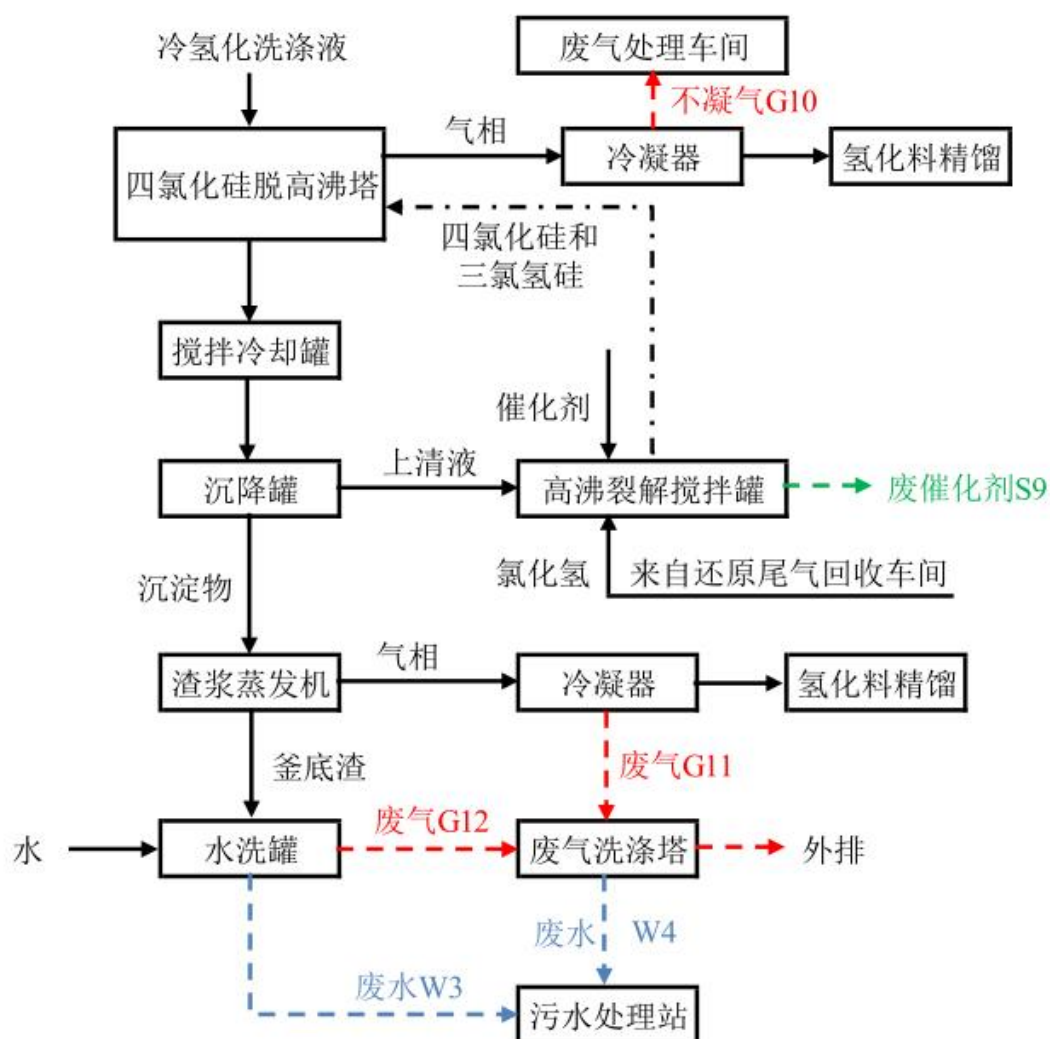 冷氢化洗涤液
废气处理车间
不凝气G10
气相
四氯化硅脱高沸塔
冷凝器
氢化料精馏
四氯化硅和
三氯氢硅
搅拌冷却罐
催化剂
上清液
沉降罐
高沸裂解搅拌罐
废催化剂S9
沉淀物
氯化氢
来自还原尾气回收车间
气相
渣浆蒸发机
冷凝器
氢化料精馏
釜底渣
废气G11
水
水洗罐
废气G12
废气洗涤塔
外排
废水 W4
废水W3
污水处理站